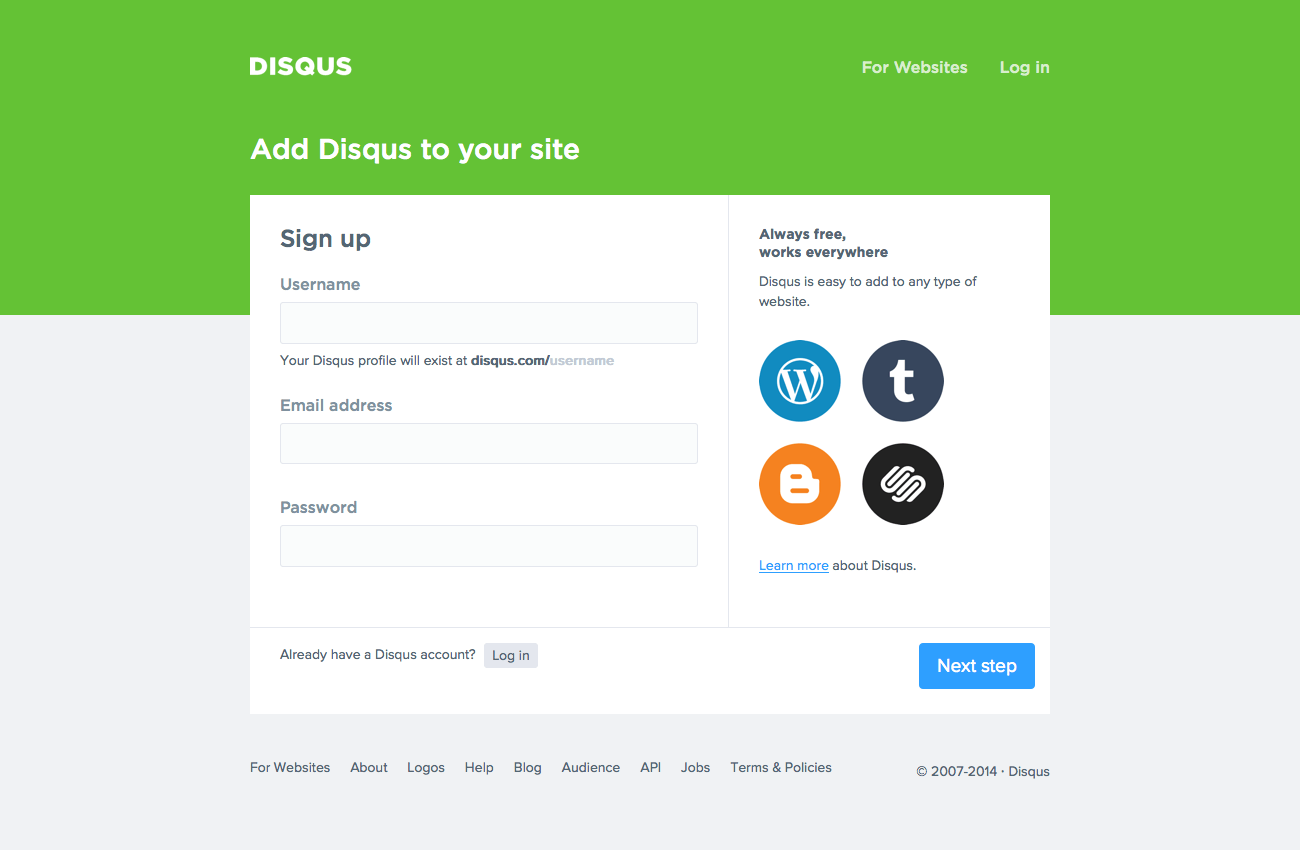 DISQUS
For Websites
Log in
Add Disqus to your site
Sign up
Username
Your Disqus profile will exist at disqus.com/username
Email address
Password
Always free,
works everywhere
Disqus is easy to add to any type of
website.
Learn more about Disqus.
Already have a Disqus account? Log in
Next step
For Websites About Logos Help Blog Audience API Jobs Terms & Policies
© 2007-2014 · Disqus